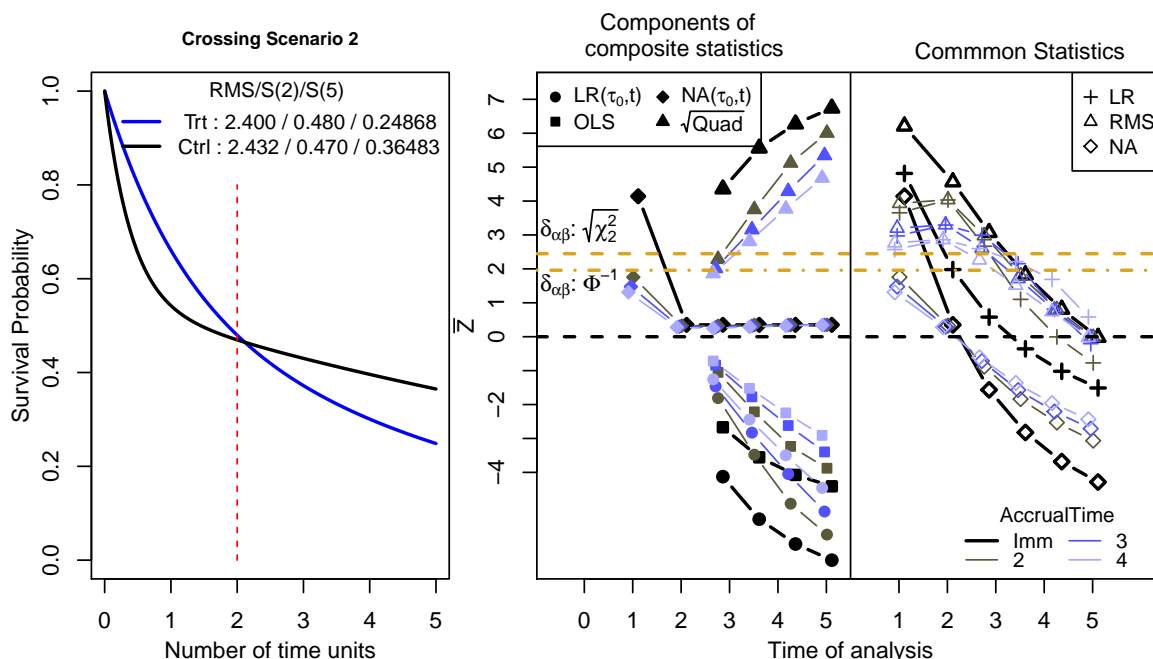 Crossing Scenario 2
RMS/S(2)/S(5)
Trt : 2.400 / 0.480 / 0.24868
Ctrl : 2.432 / 0.470 / 0.36483
Survival Probability
0.0 0.2 0.4 0.6 0.8 1.0
0 1 2 3 4 5
Number of time units
Components of
composite statistics
LR(τ₀,t) NA(τ₀,t)
OLS √Quad
δαβ: √χ²₂
δαβ: Φ⁻¹
Z̅
7
6
5
4
3
2
1
0
−2
−4
0 1 2 3 4 5
Commmon Statistics
LR
RMS
NA
AccrualTime
Imm 3
2 4
1 2 3 4 5
Time of analysis